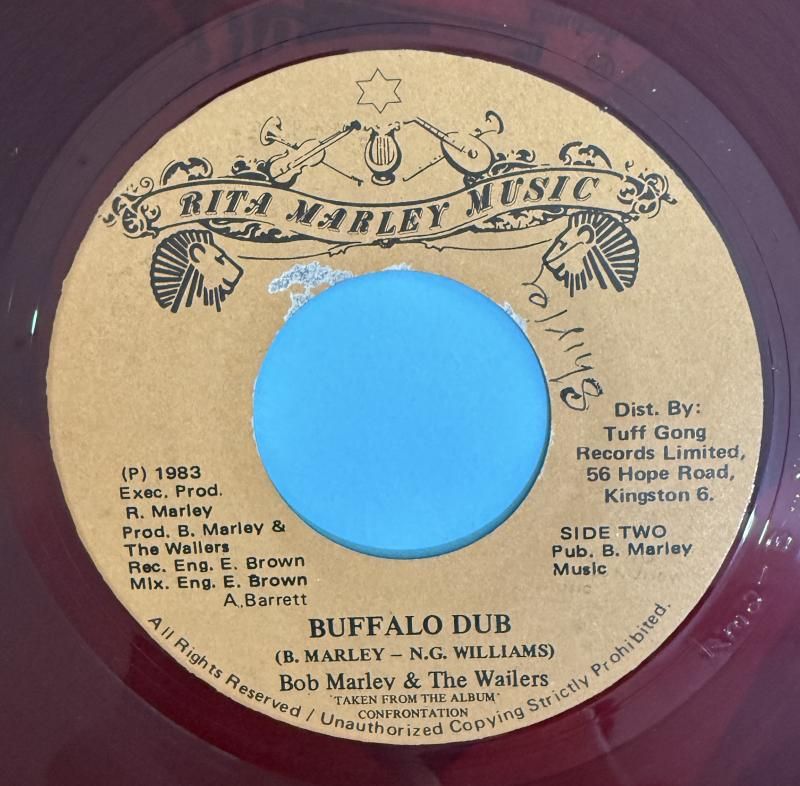 RITA MARLEY MUSIC
Dist. By:
Tuff Gong
Records Limited,
56 Hope Road,
Kingston 6.
(P) 1983
Exec. Prod.
R. Marley
Prod. B. Marley &
The Wailers
Rec. Eng. E. Brown
Mix. Eng. E. Brown
A. Barrett
SIDE TWO
Pub. B. Marley
Music
BUFFALO DUB
(B. MARLEY – N.G. WILLIAMS)
Bob Marley & The Wailers
"TAKEN FROM THE ALBUM"
CONFRONTATION
All Rights Reserved / Unauthorized Copying Strictly Prohibited.